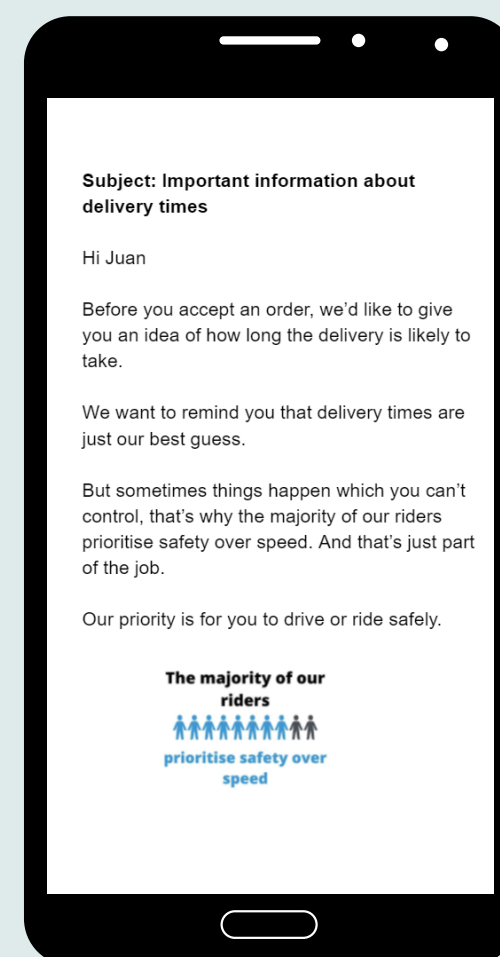 Subject: Important information about
delivery times
Hi Juan
Before you accept an order, we'd like to give
you an idea of how long the delivery is likely to
take.
We want to remind you that delivery times are
just our best guess.
But sometimes things happen which you can't
control, that's why the majority of our riders
prioritise safety over speed. And that's just part
of the job.
Our priority is for you to drive or ride safely.
The majority of our
riders
prioritise safety over
speed